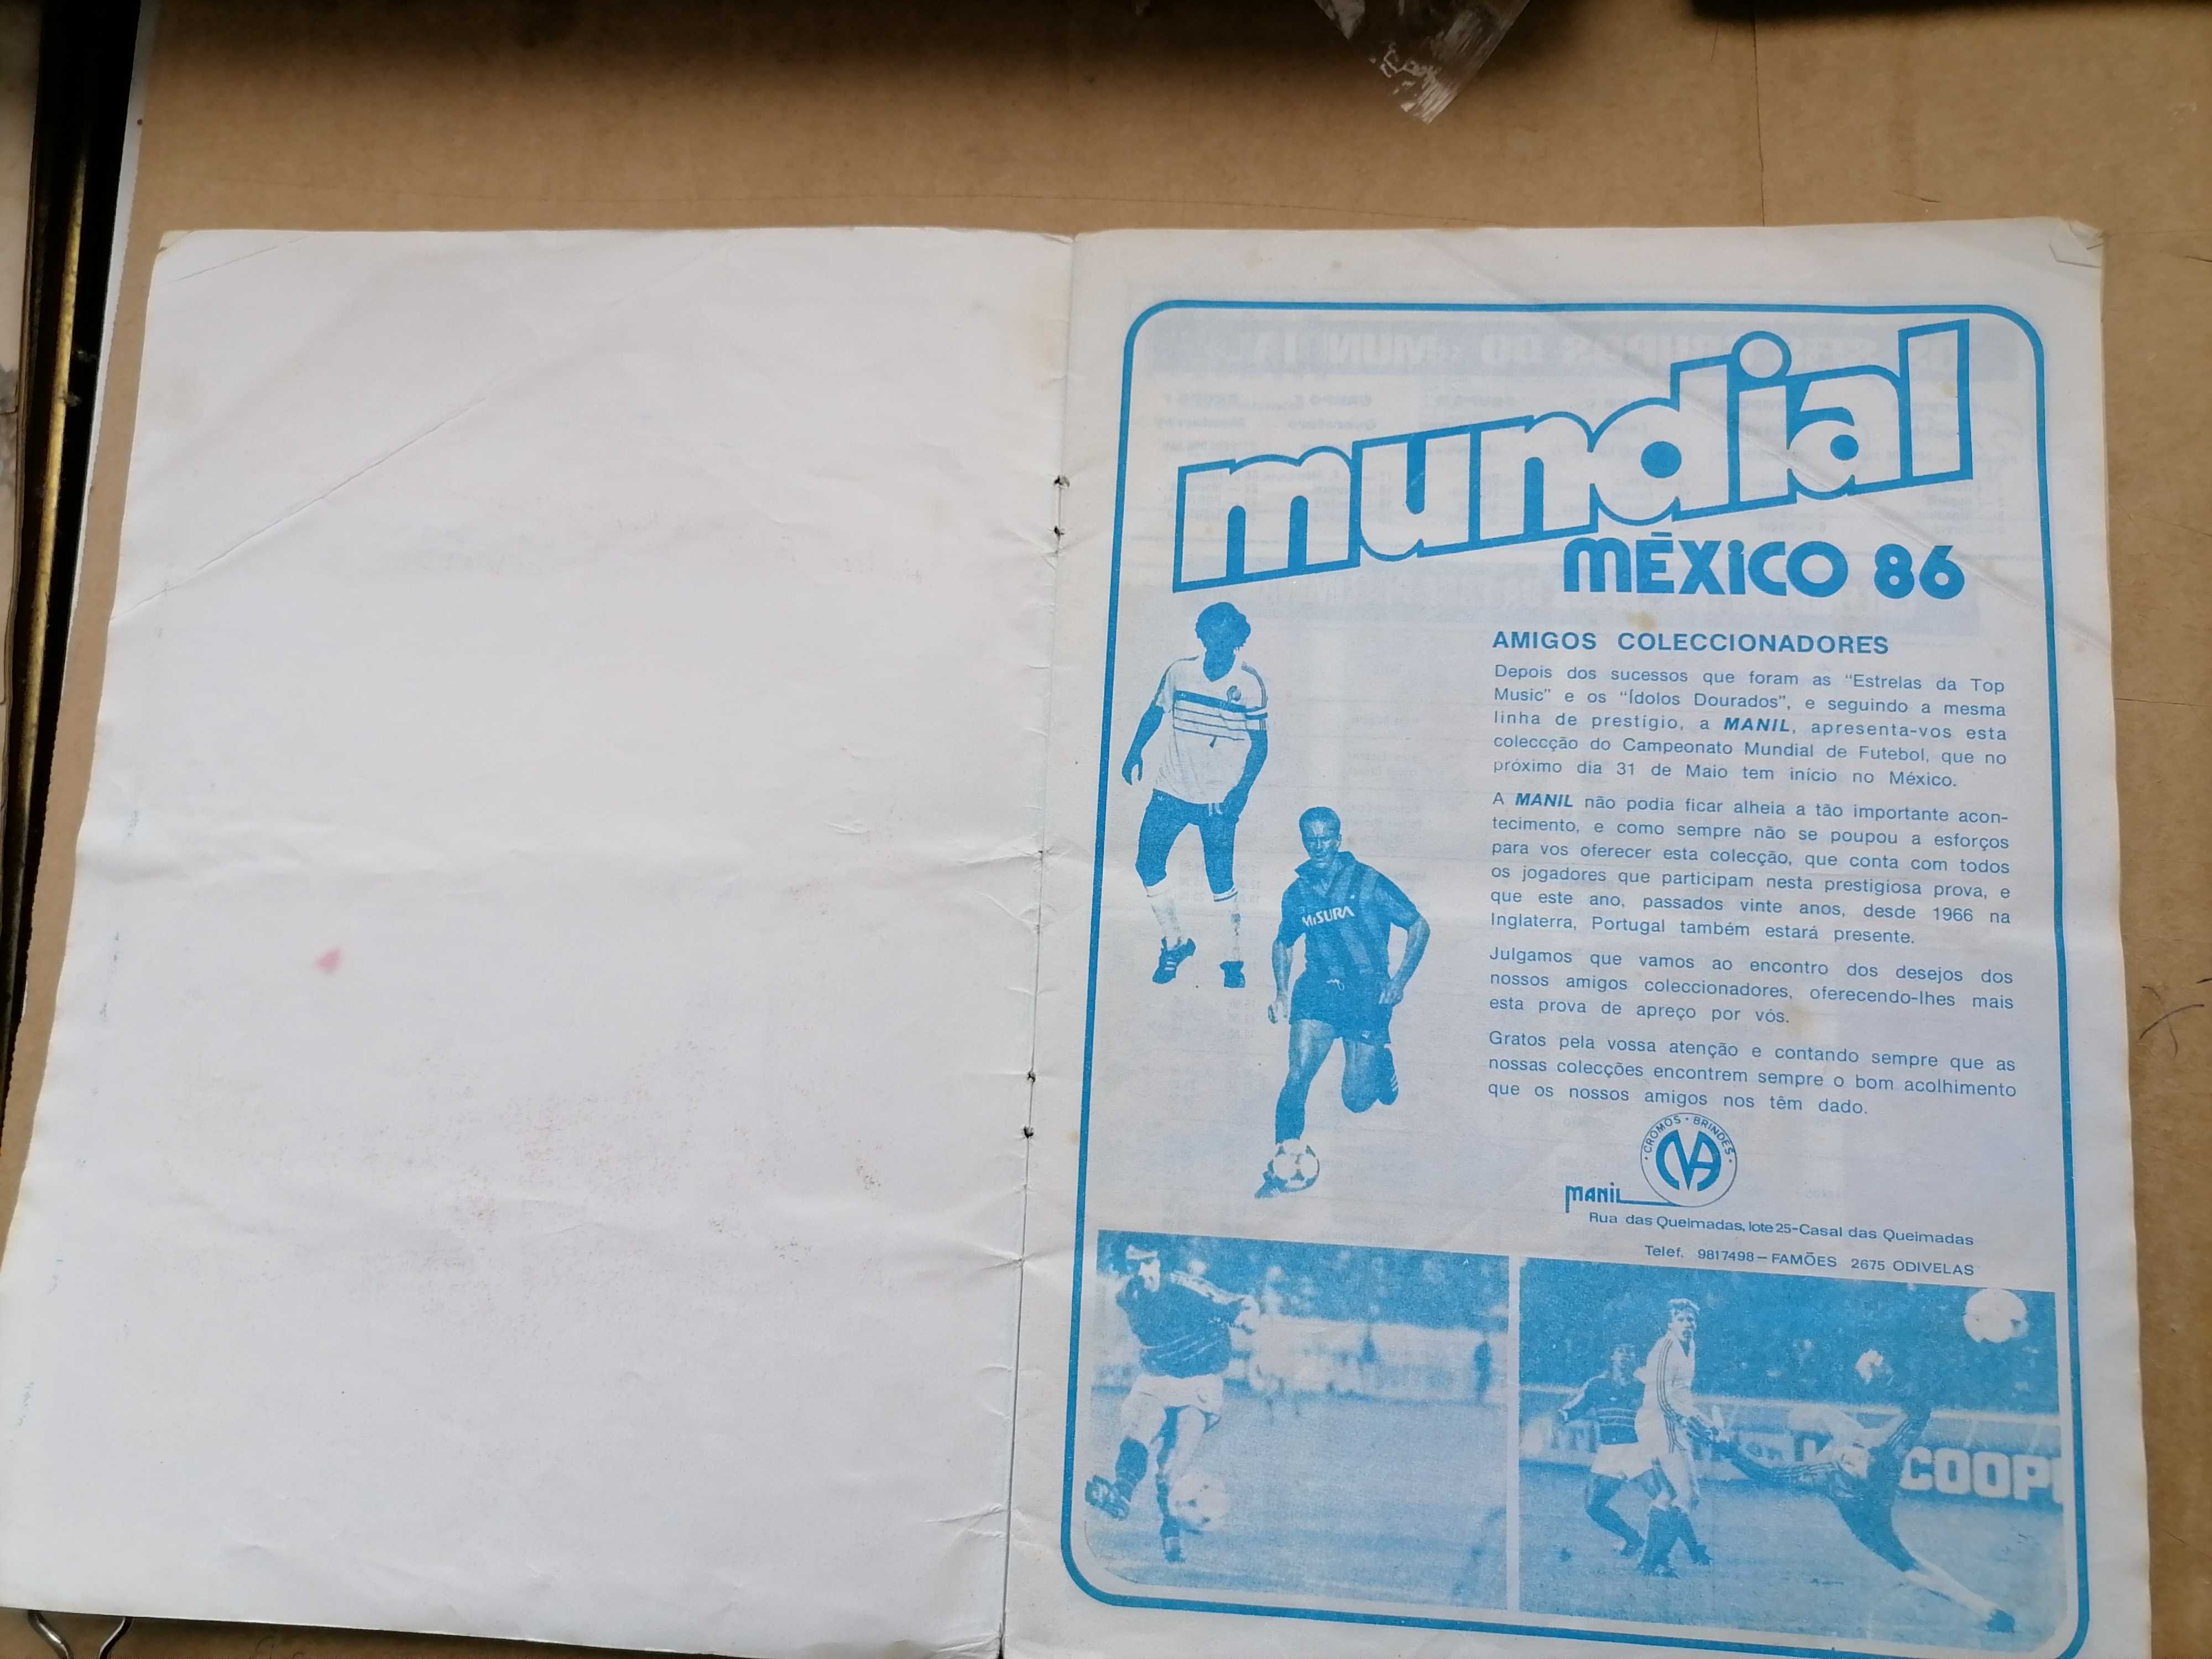 mundial
MÉXICO 86
AMIGOS COLECCIONADORES
Depois dos sucessos que foram as "Estrelas da Top
Music" e os "Ídolos Dourados", e seguindo a mesma
linha de prestígio, a MANIL, apresenta-vos esta
coleccção do Campeonato Mundial de Futebol, que no
próximo dia 31 de Maio tem início no México.
A MANIL não podia ficar alheia a tão importante acon-
tecimento, e como sempre não se poupou a esforços
para vos oferecer esta colecção, que conta com todos
os jogadores que participam nesta prestigiosa prova, e
que este ano, passados vinte anos, desde 1966 na
Inglaterra, Portugal também estará presente.
Julgamos que vamos ao encontro dos desejos dos
nossos amigos coleccionadores, oferecendo-lhes mais
esta prova de apreço por vós.
Gratos pela vossa atenção e contando sempre que as
nossas colecções encontrem sempre o bom acolhimento
que os nossos amigos nos têm dado.
MISURA
• CROMOS • BRINDES •
MANIL
Rua das Queimadas, lote 25-Casal das Queimadas
Telef. 9817498 — FAMÕES 2675 ODIVELAS
COOP